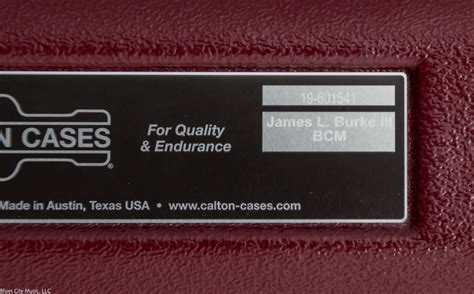 19-601541
James L. Burke III
BCM
N CASES
®
For Quality
& Endurance
Made in Austin, Texas USA • www.calton-cases.com
Blues City Music, LLC